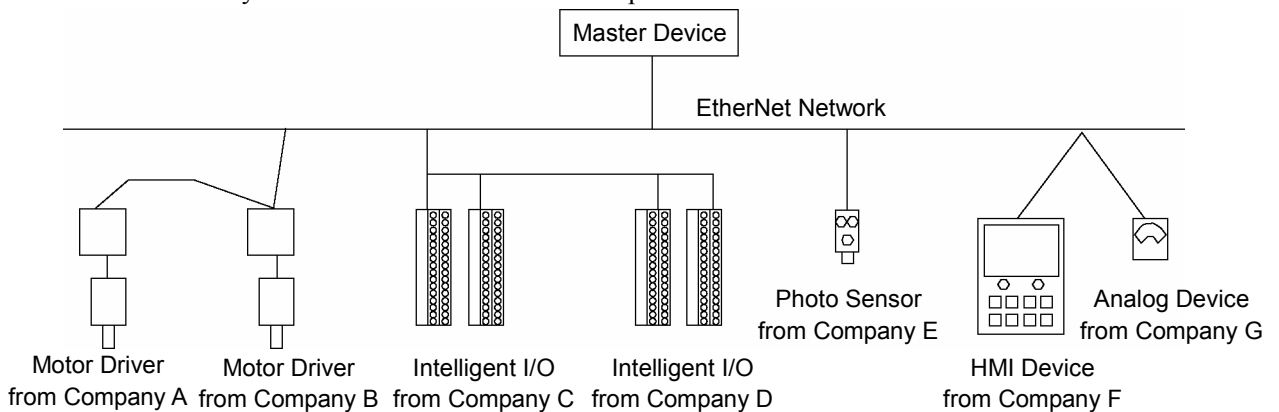 Master Device
EtherNet Network
Photo Sensor
from Company E
Analog Device
from Company G
Motor Driver
from Company A
Motor Driver
from Company B
Intelligent I/O
from Company C
Intelligent I/O
from Company D
HMI Device
from Company F